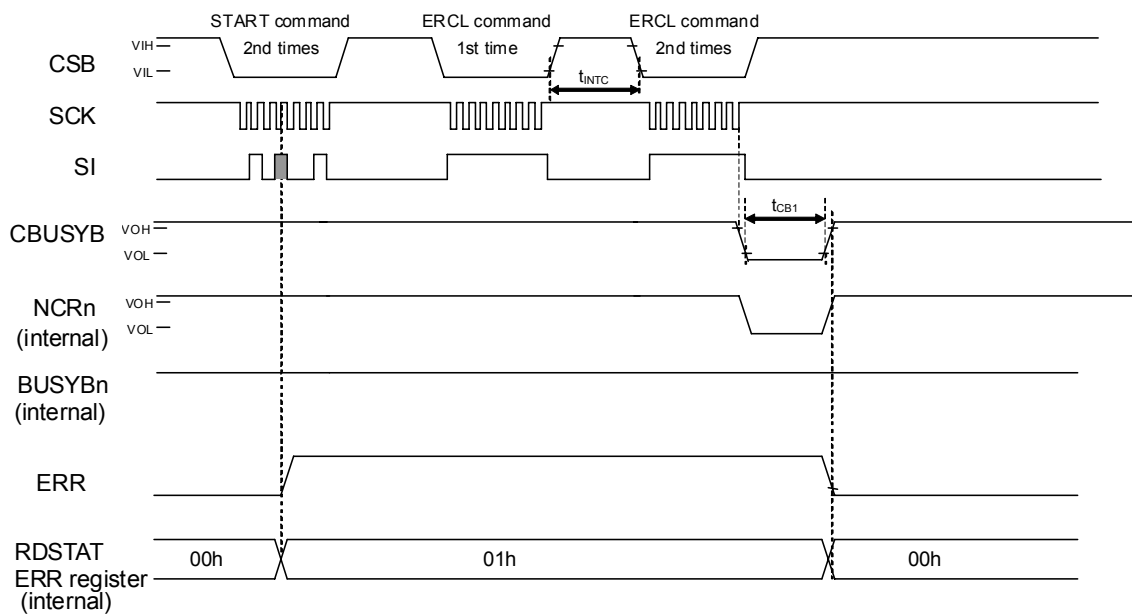 START command
2nd times
ERCL command
1st time
ERCL command
2nd times
CSB
VIH
VIL
tINTC
SCK
SI
CBUSYB
VOH
VOL
tCB1
NCRn
(internal)
VOH
VOL
BUSYBn
(internal)
ERR
RDSTAT
ERR register
(internal)
00h
01h
00h